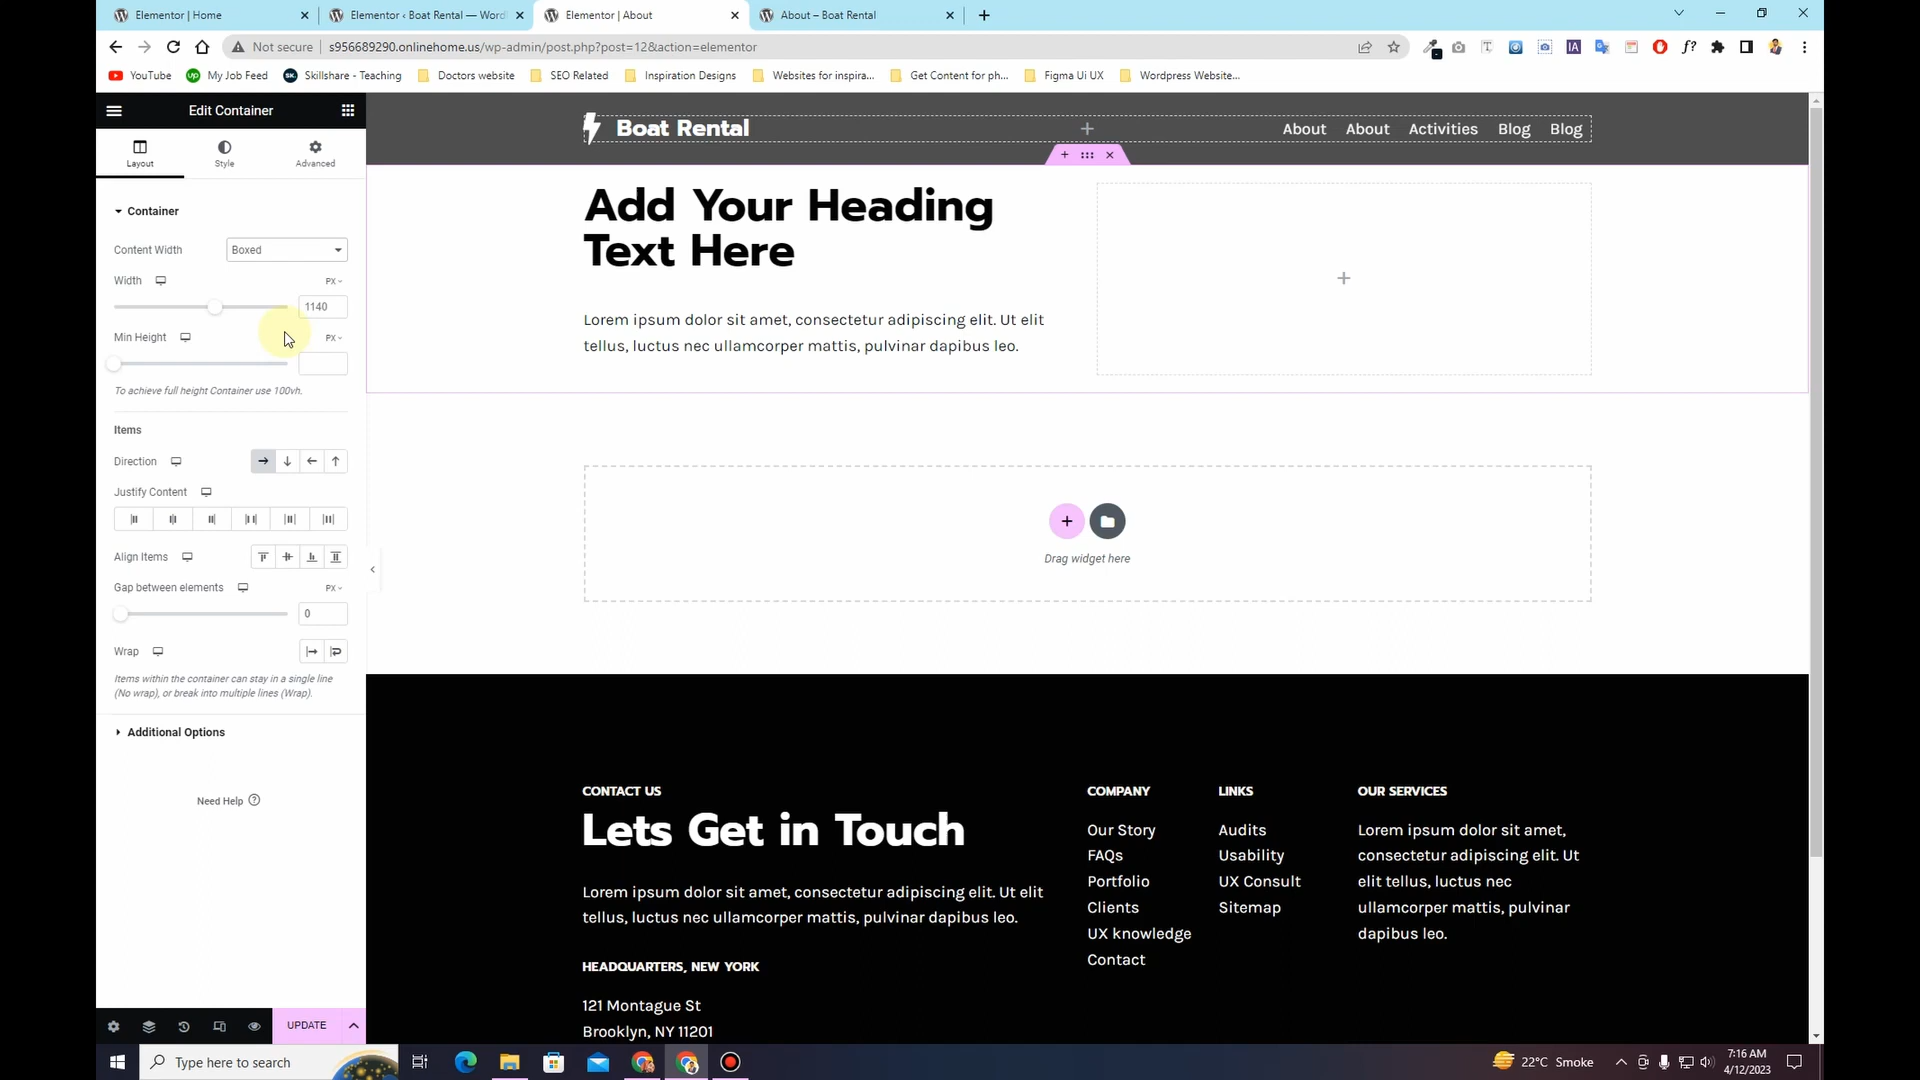 Elementor | Home
Elementor ‹ Boat Rental — Word
Elementor | About
About – Boat Rental
Not secure
s956689290.onlinehome.us/wp-admin/post.php?post=12&action=elementor
YouTube
My Job Feed
Skillshare - Teaching
Doctors website
SEO Related
Inspiration Designs
Websites for inspira...
Get Content for ph...
Figma Ui UX
Wordpress Website...
Edit Container
Layout
Style
Advanced
Container
Content Width
Boxed
Width
PX
1140
Min Height
PX
To achieve full height Container use 100vh.
Items
Direction
Justify Content
Align Items
Gap between elements
PX
0
Wrap
Items within the container can stay in a single line
(No wrap), or break into multiple lines (Wrap).
Additional Options
Need Help
UPDATE
Boat Rental
About
About
Activities
Blog
Blog
Add Your Heading
Text Here
Lorem ipsum dolor sit amet, consectetur adipiscing elit. Ut elit
tellus, luctus nec ullamcorper mattis, pulvinar dapibus leo.
Drag widget here
CONTACT US
Lets Get in Touch
Lorem ipsum dolor sit amet, consectetur adipiscing elit. Ut elit
tellus, luctus nec ullamcorper mattis, pulvinar dapibus leo.
HEADQUARTERS, NEW YORK
121 Montague St
Brooklyn, NY 11201
COMPANY
Our Story
FAQs
Portfolio
Clients
UX knowledge
Contact
LINKS
Audits
Usability
UX Consult
Sitemap
OUR SERVICES
Lorem ipsum dolor sit amet,
consectetur adipiscing elit. Ut
elit tellus, luctus nec
ullamcorper mattis, pulvinar
dapibus leo.
Type here to search
22°C Smoke
7:16 AM
4/12/2023